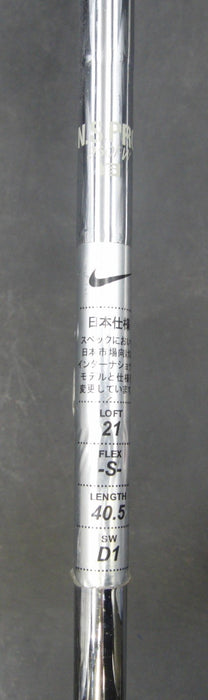 N.S.PRO
日本仕様
スペックにおい
日本市場向け
インターナショ
モデルと仕様
変更しています
LOFT
21
FLEX
-S-
LENGTH
40.5
SW
D1